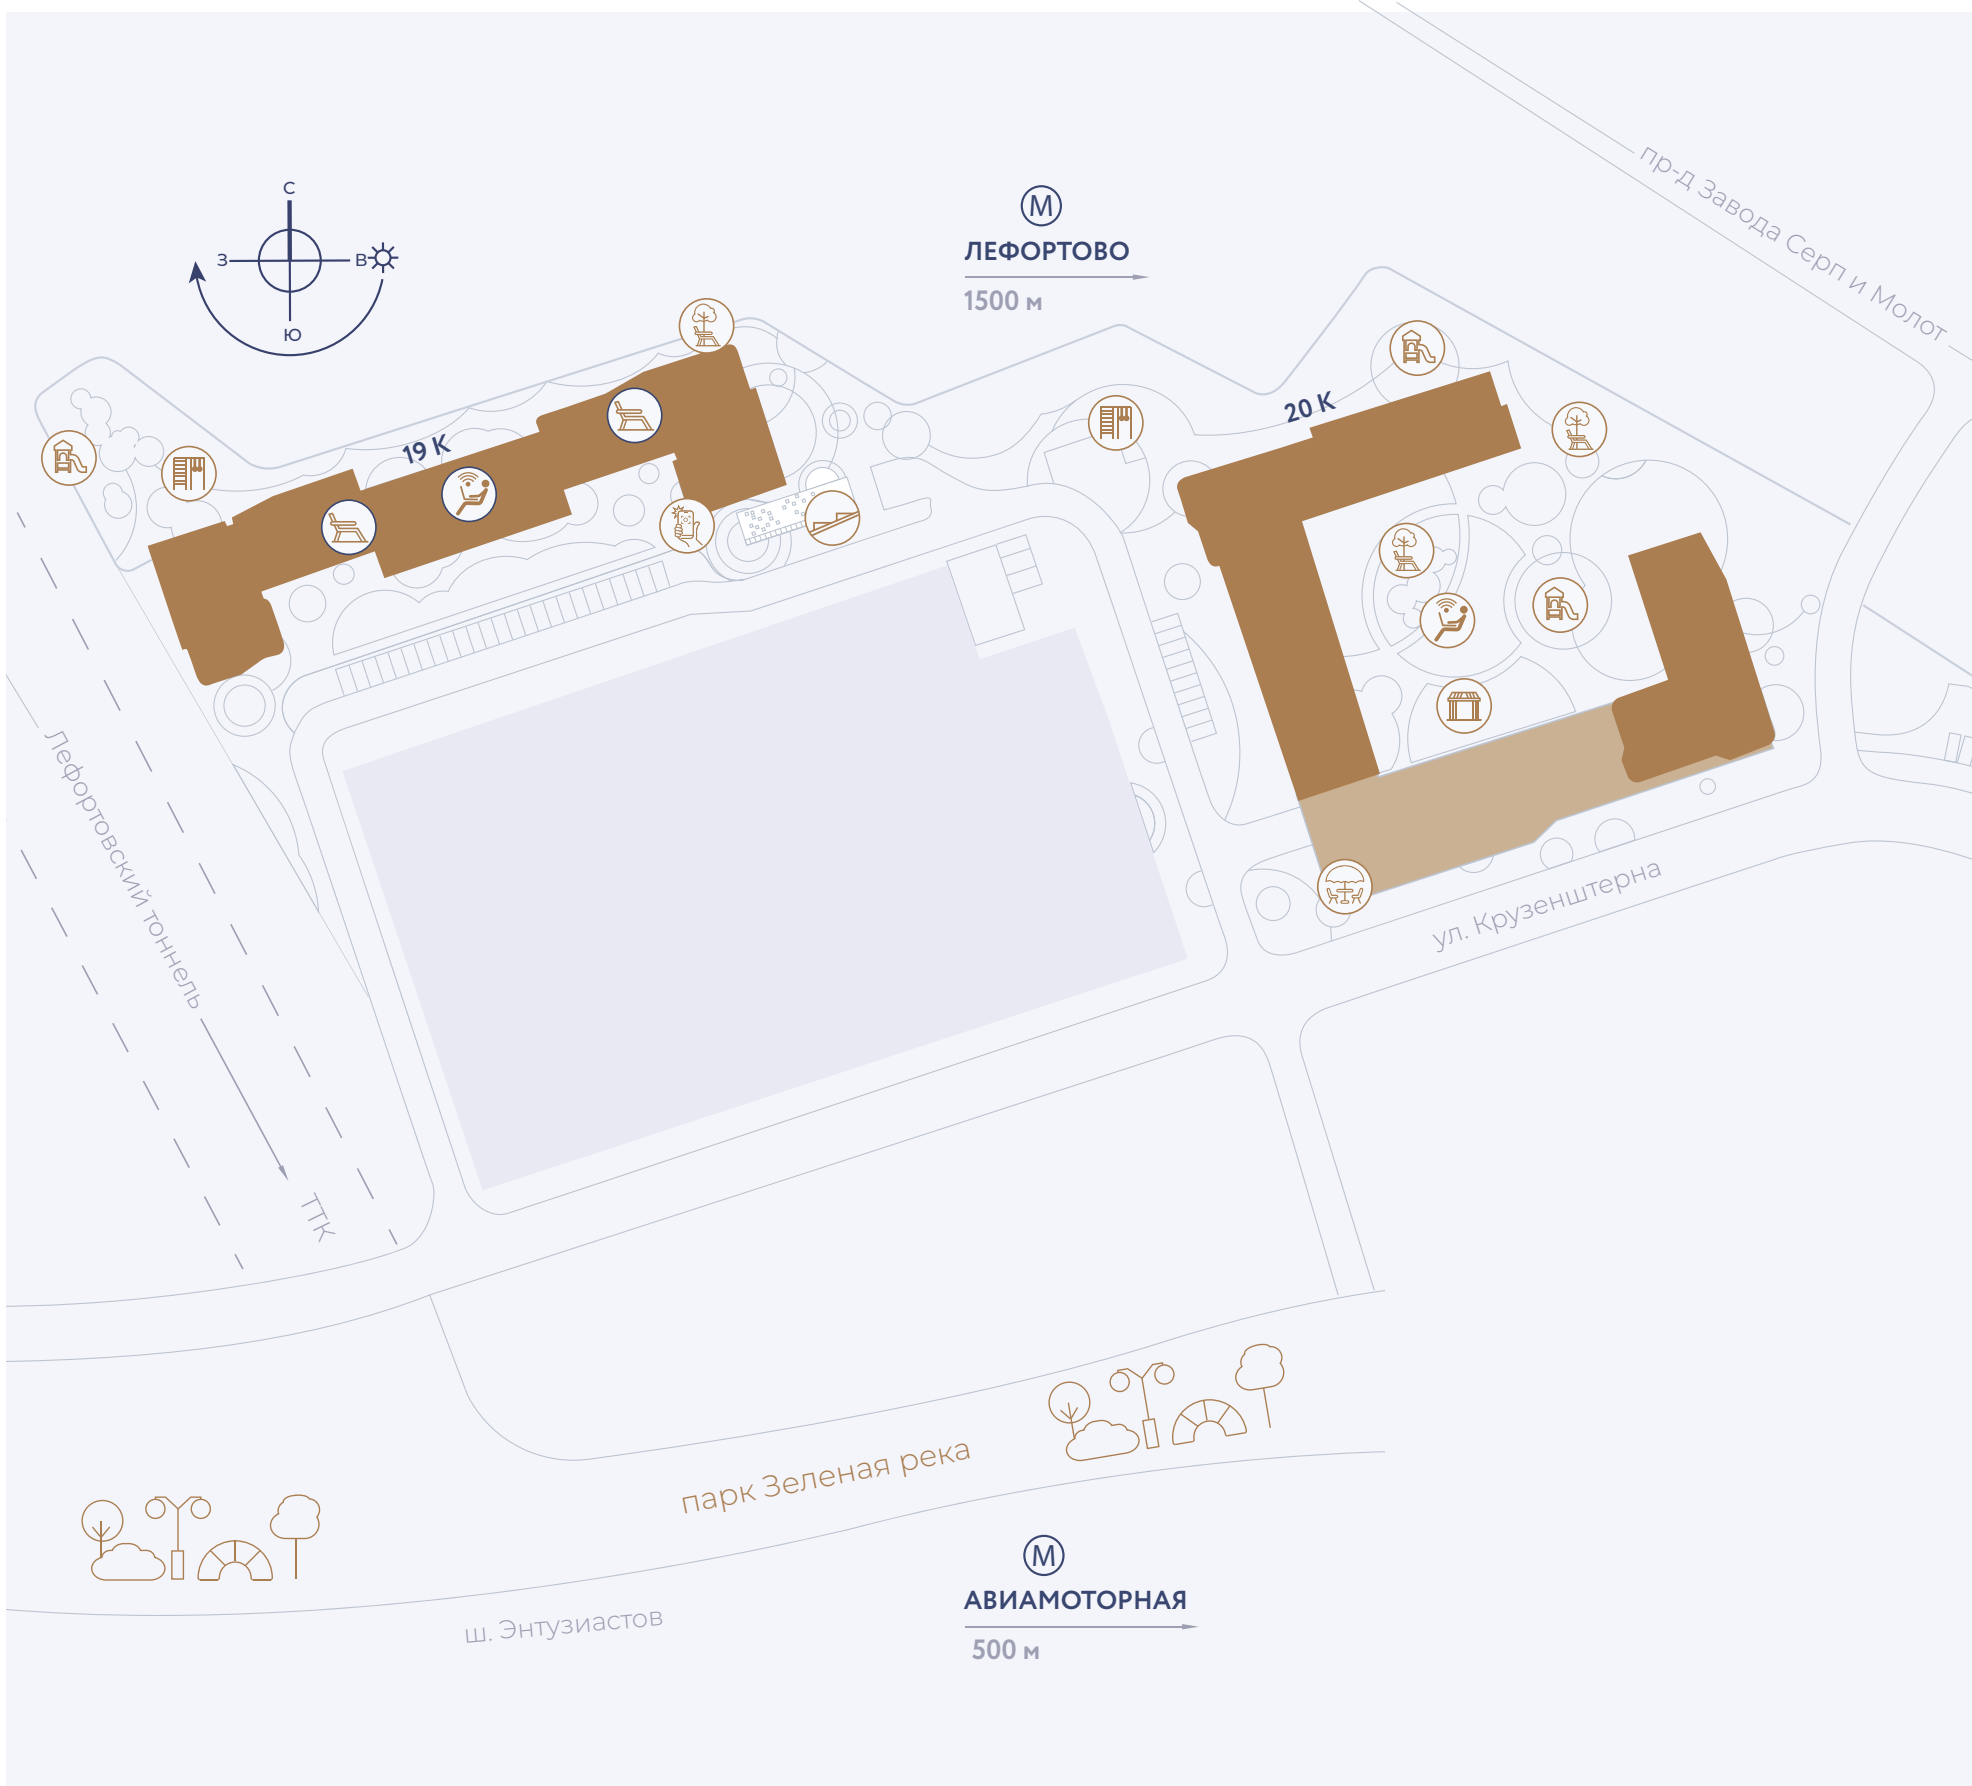 пр-д Завода Серп и Молот
С
З
В
Ю
М
ЛЕФОРТОВО
1500 м
19 К
20 К
Лефортовский тоннель
ТТК
ул. Крузенштерна
парк Зеленая река
М
АВИАМОТОРНАЯ
500 м
ш. Энтузиастов